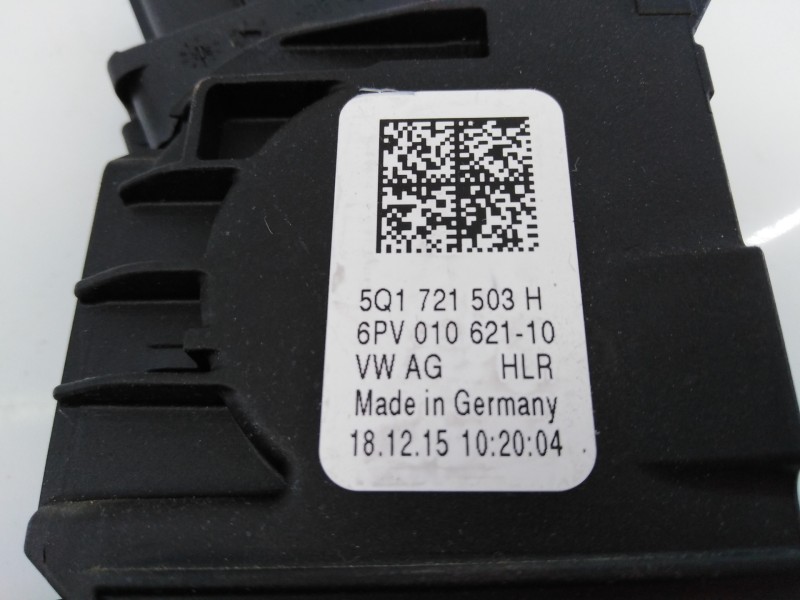 5Q1 721 503 H
6PV 010 621-10
VW AG HLR
Made in Germany
18.12.15 10:20:04